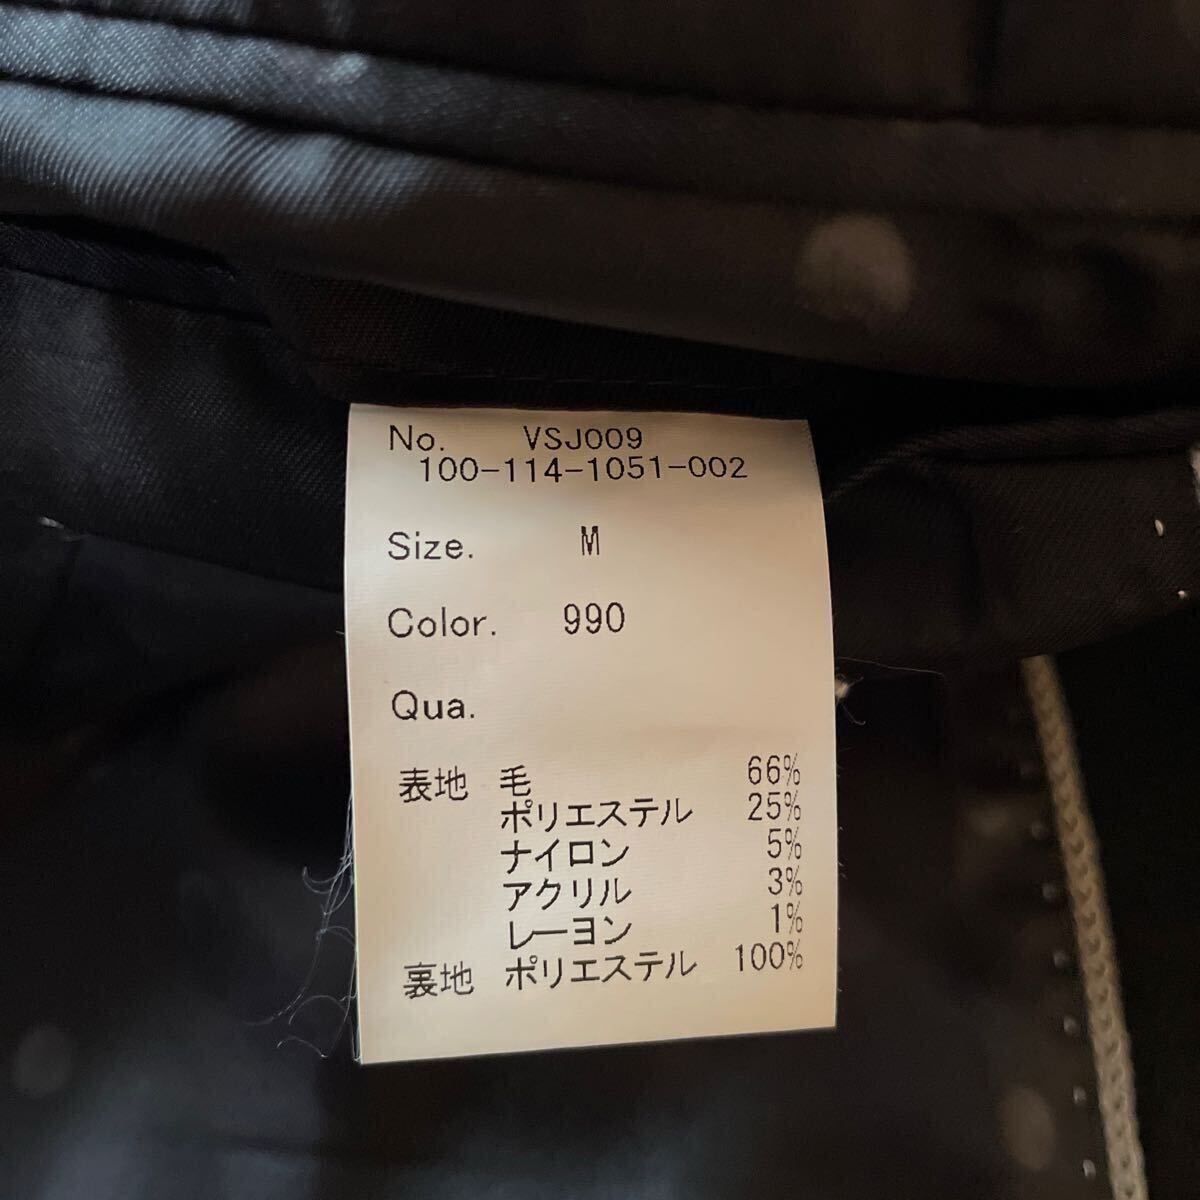 No. VSJ009
100-114-1051-002
Size. M
Color. 990
Qua.
表地 毛 66%
ポリエステル 25%
ナイロン 5%
アクリル 3%
レーヨン 1%
裏地 ポリエステル 100%